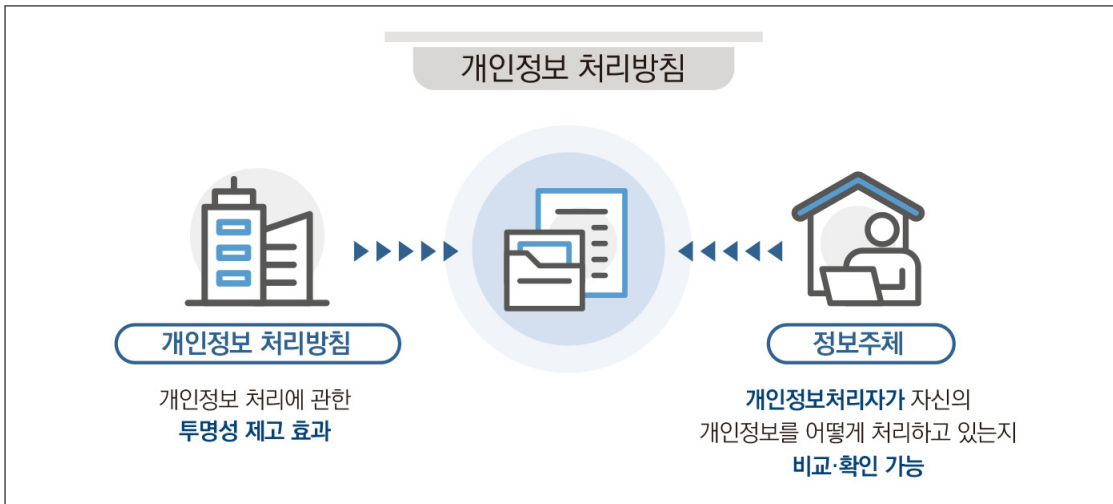 개인정보 처리방침
개인정보 처리방침
개인정보 처리에 관한
투명성 제고 효과
정보주체
개인정보처리자가 자신의
개인정보를 어떻게 처리하고 있는지
비교·확인 가능